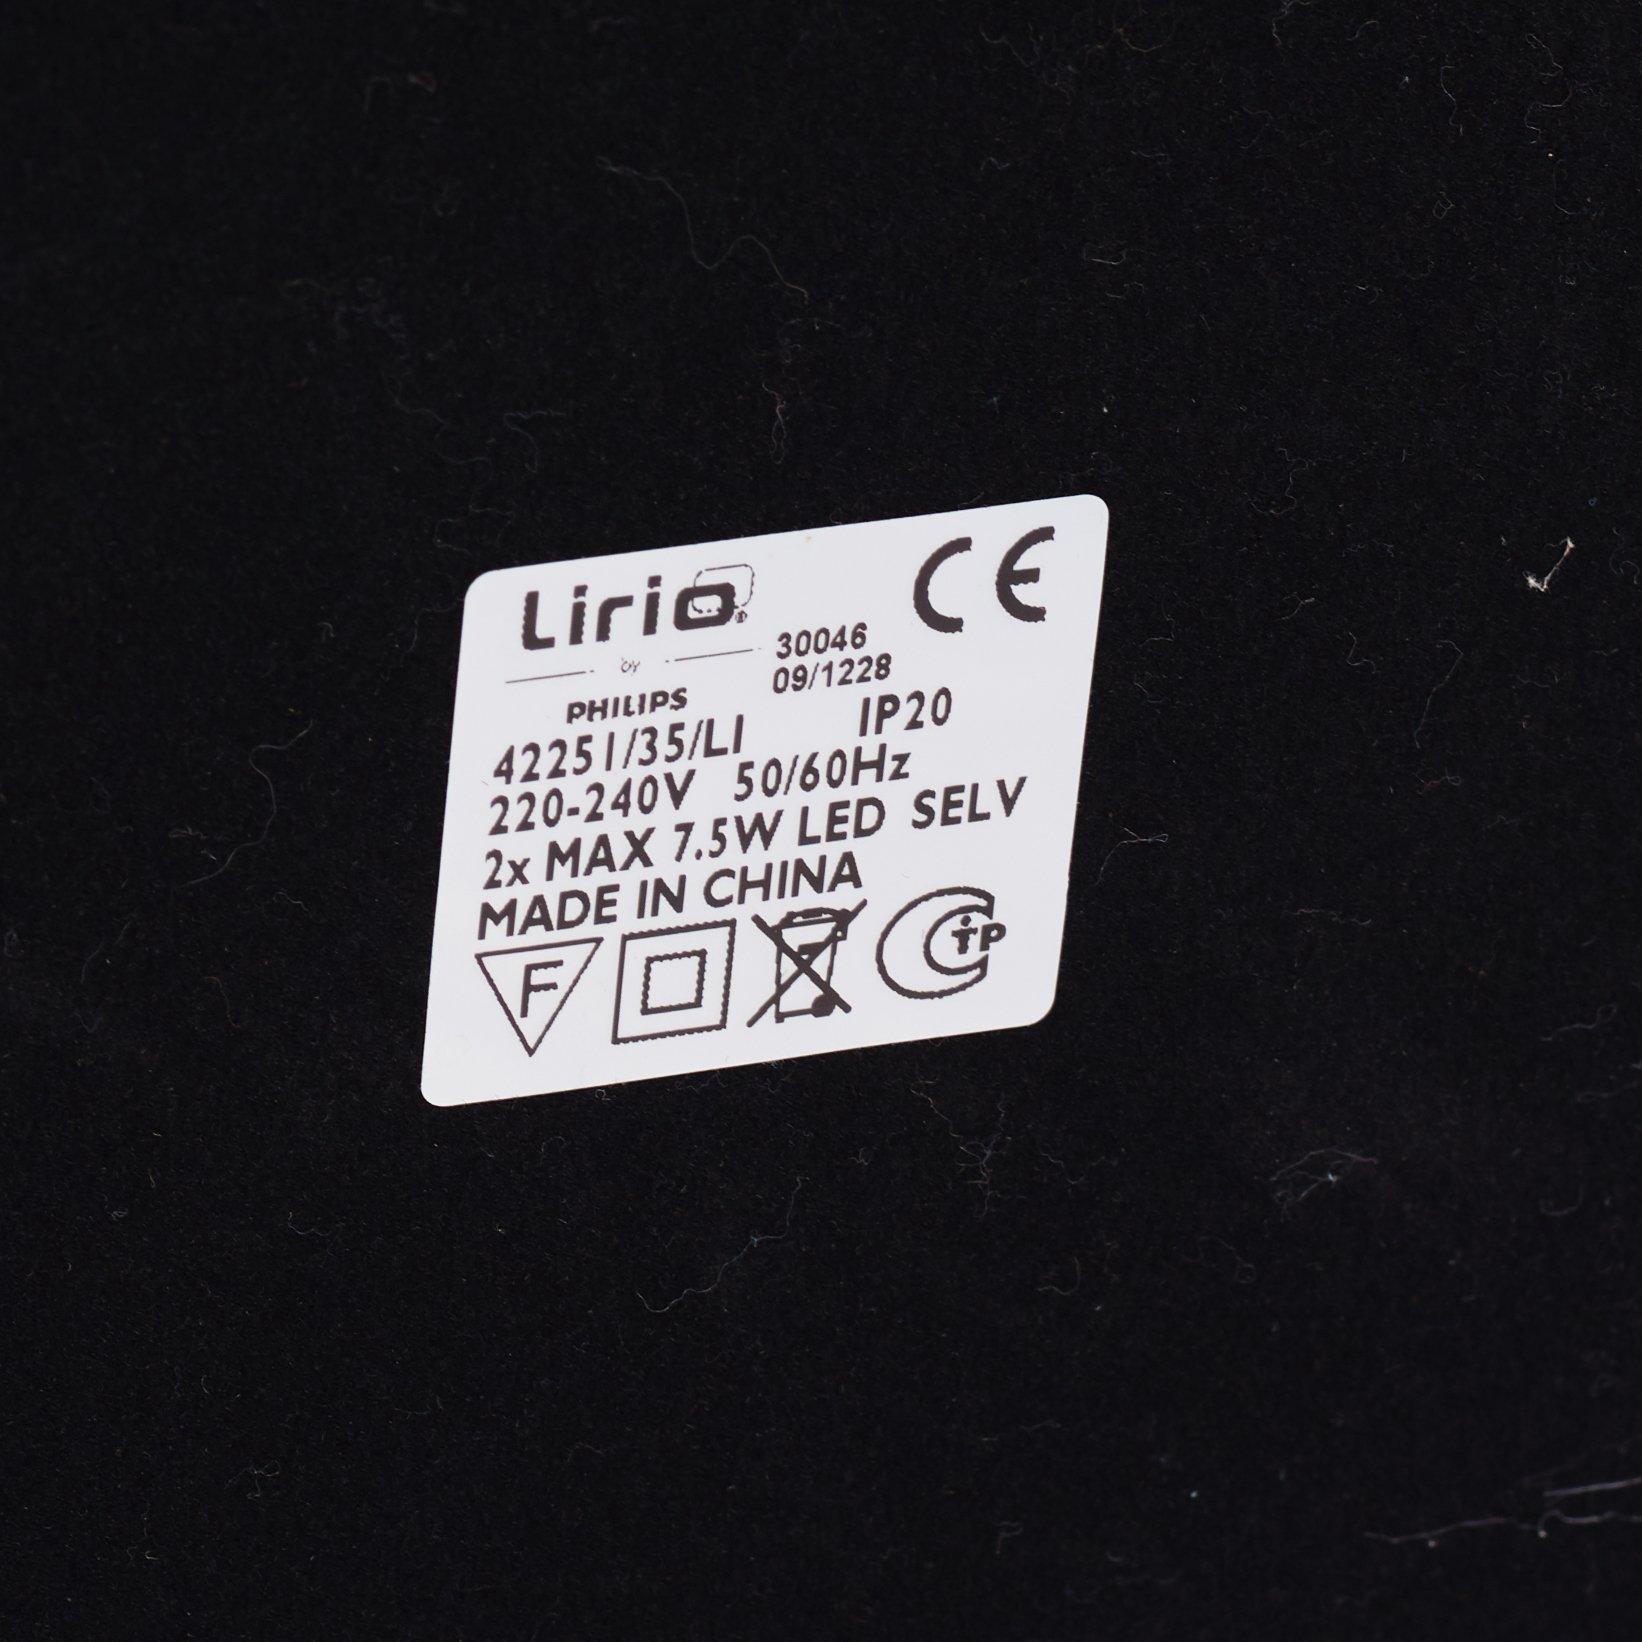 Lirio
by
PHILIPS
CE
30046
09/1228
42251/35/LI IP20
220-240V 50/60Hz
2x MAX 7.5W LED SELV
MADE IN CHINA
F
CTP